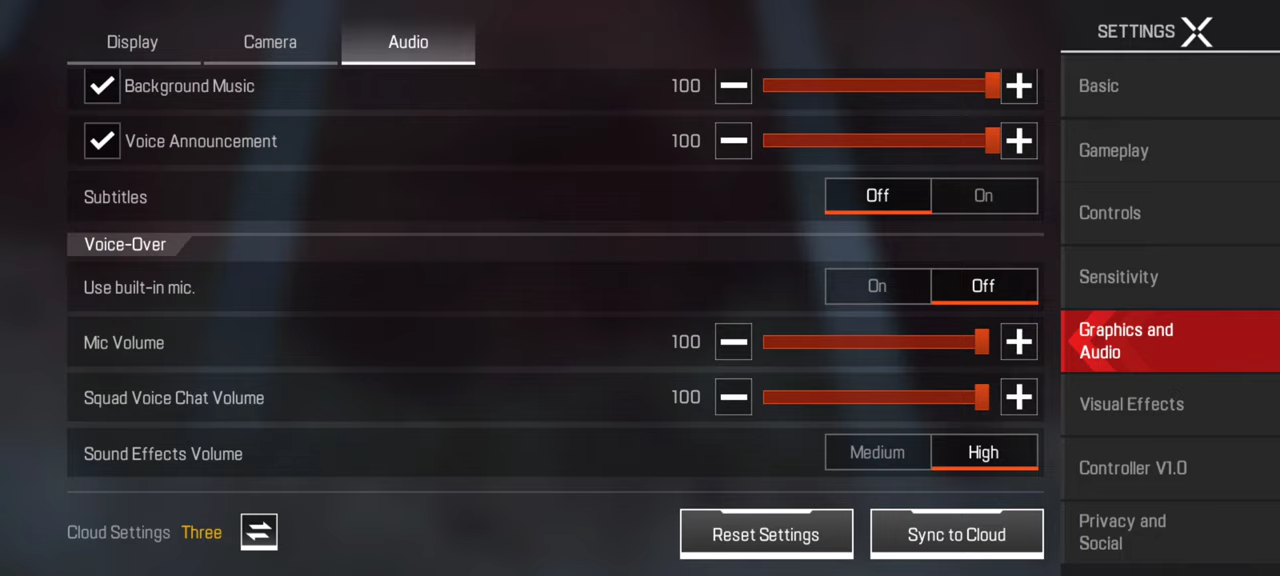 Display Camera Audio
SETTINGS
Background Music 100
Voice Announcement 100
Subtitles Off On
Voice-Over
Use built-in mic. On Off
Mic Volume 100
Squad Voice Chat Volume 100
Sound Effects Volume Medium High
Cloud Settings Three
Reset Settings Sync to Cloud
Basic
Gameplay
Controls
Sensitivity
Graphics and
Audio
Visual Effects
Controller V1.0
Privacy and
Social